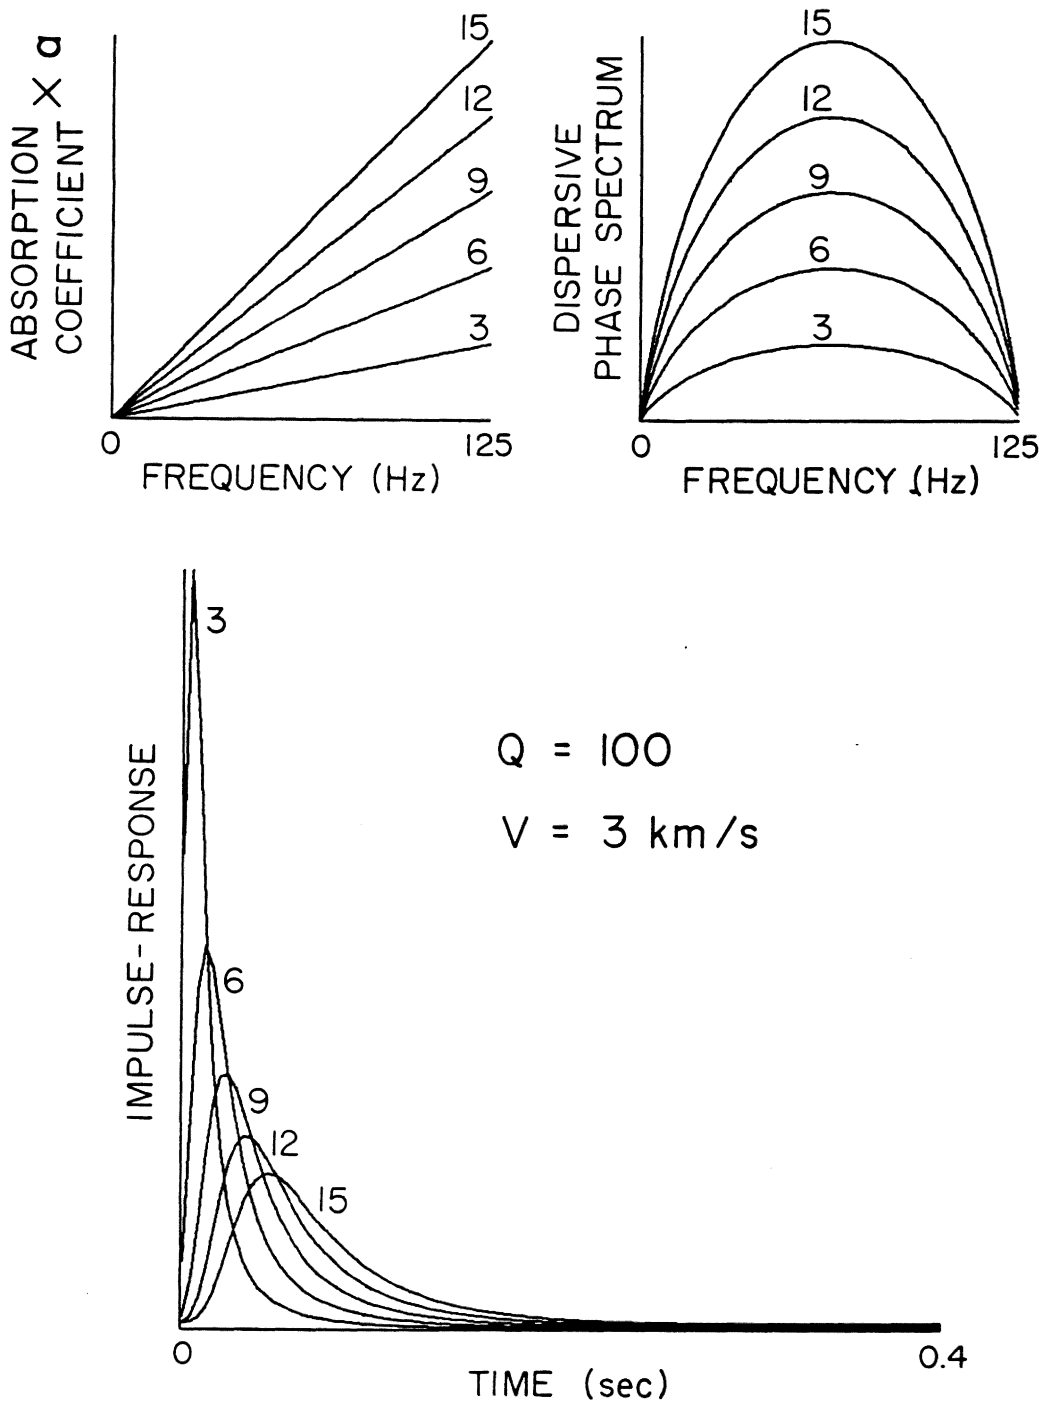 ABSORPTION
COEFFICIENT × a
15
12
9
6
3
0
125
FREQUENCY (Hz)
DISPERSIVE
PHASE SPECTRUM
15
12
9
6
3
0
125
FREQUENCY (Hz)
IMPULSE-RESPONSE
3
6
9
12
15
Q = 100
V = 3 km/s
0
0.4
TIME (sec)